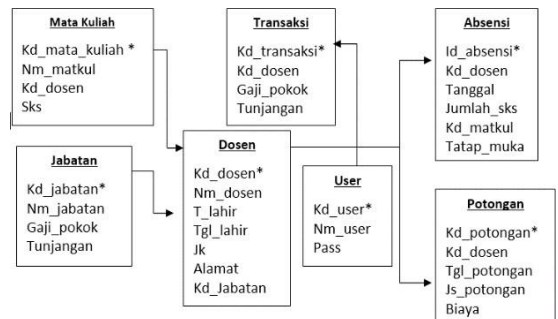 Mata Kuliah
Kd_mata_kuliah *
Nm_matkul
Kd_dosen
Sks
Transaksi
Kd_transaksi*
Kd_dosen
Gaji_pokok
Tunjangan
Absensi
Id_absensi*
Kd_dosen
Tanggal
Jumlah_sks
Kd_matkul
Tatap_muka
Jabatan
Kd_jabatan*
Nm_jabatan
Gaji_pokok
Tunjangan
Dosen
Kd_dosen*
Nm_dosen
T_lahir
Tgl_lahir
Jk
Alamat
Kd_Jabatan
User
Kd_user*
Nm_user
Pass
Potongan
Kd_potongan*
Kd_dosen
Tgl_potongan
Js_potongan
Biaya